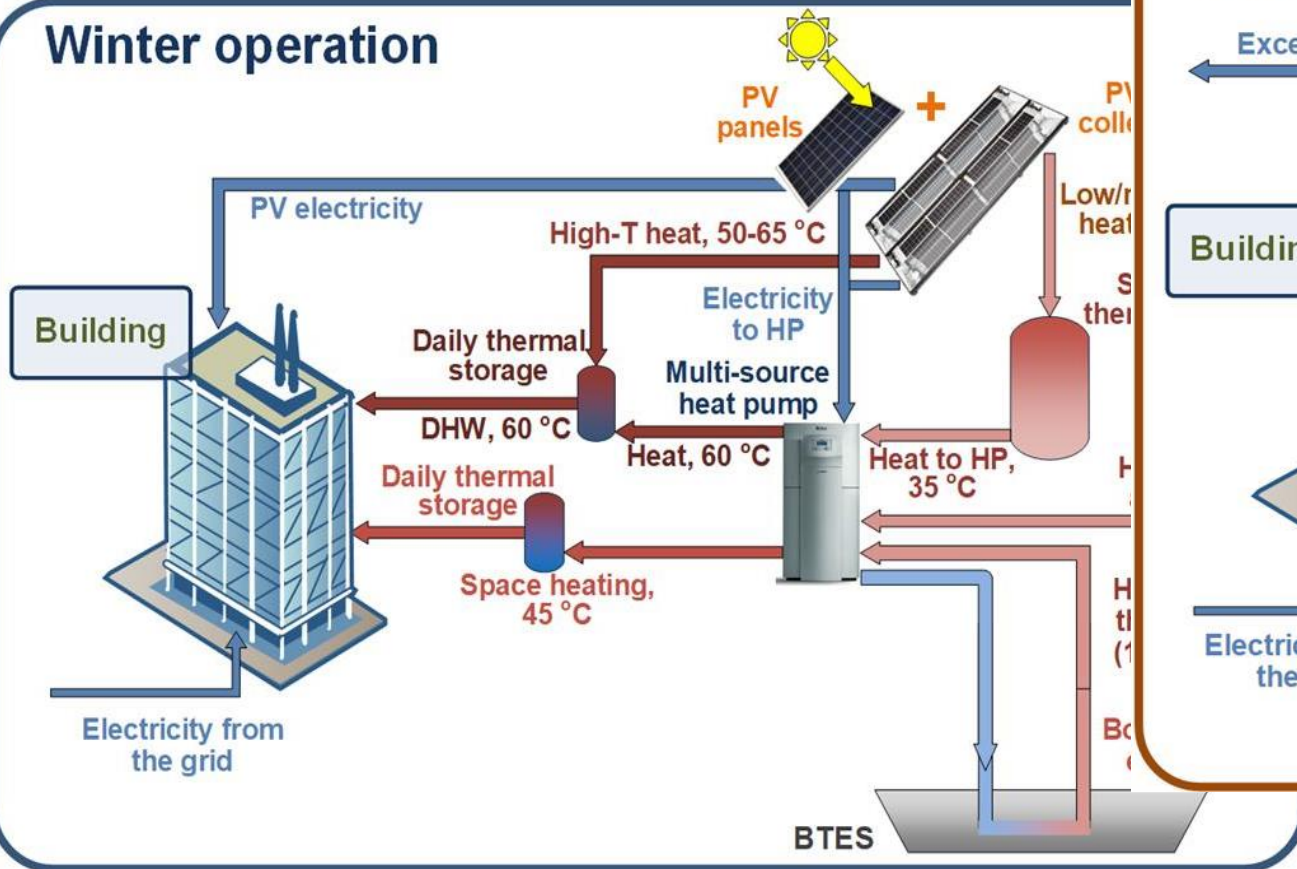 Winter operation
PV
panels
+
PV electricity
High-T heat, 50-65 °C
Electricity
to HP
Building
Daily thermal
storage
Multi-source
heat pump
DHW, 60 °C
Heat, 60 °C
Heat to HP,
35 °C
Daily thermal
storage
Space heating,
45 °C
Electricity from
the grid
BTES